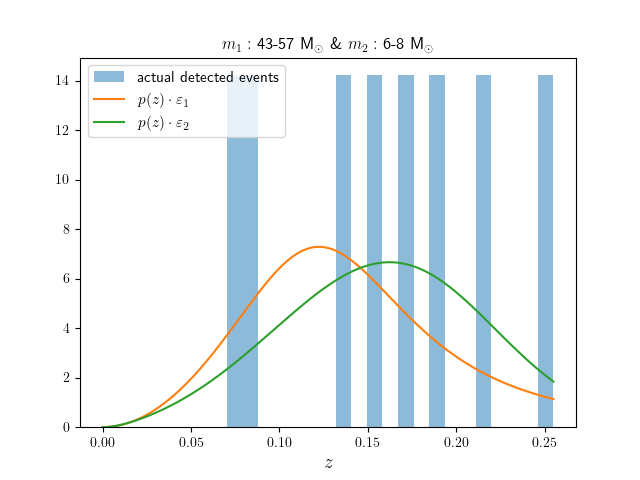 m₁ : 43-57 M☉ & m₂ : 6-8 M☉
actual detected events
p(z) · ε₁
p(z) · ε₂
14
12
10
8
6
4
2
0
0.00 0.05 0.10 0.15 0.20 0.25
z